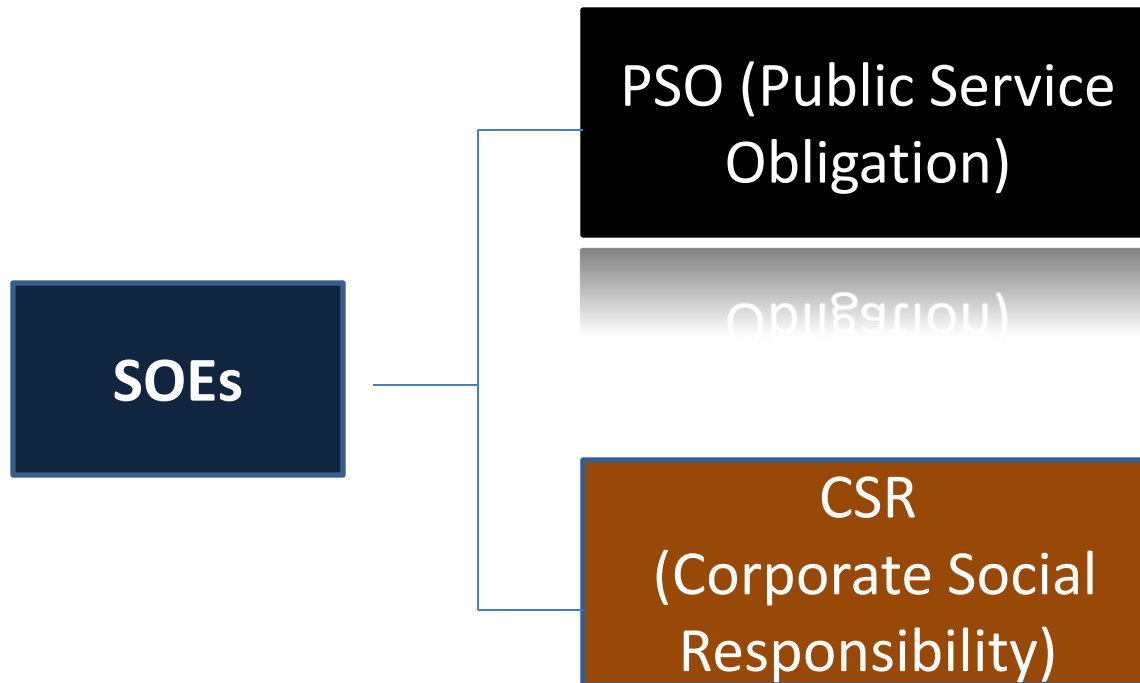 PSO (Public Service
Obligation)
SOEs
CSR
(Corporate Social
Responsibility)